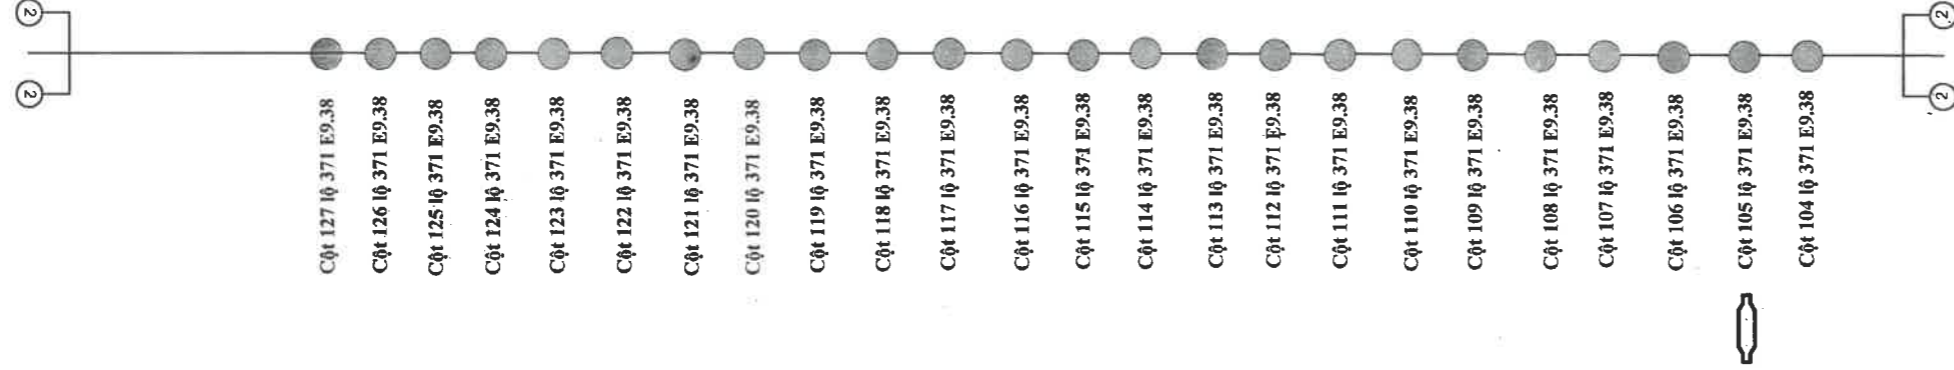 2
2
Cột 127 lộ 371 E9.38
Cột 126 lộ 371 E9.38
Cột 125 lộ 371 E9.38
Cột 124 lộ 371 E9.38
Cột 123 lộ 371 E9.38
Cột 122 lộ 371 E9.38
Cột 121 lộ 371 E9.38
Cột 120 lộ 371 E9.38
Cột 119 lộ 371 E9.38
Cột 118 lộ 371 E9.38
Cột 117 lộ 371 E9.38
Cột 116 lộ 371 E9.38
Cột 115 lộ 371 E9.38
Cột 114 lộ 371 E9.38
Cột 113 lộ 371 E9.38
Cột 112 lộ 371 E9.38
Cột 111 lộ 371 E9.38
Cột 110 lộ 371 E9.38
Cột 109 lộ 371 E9.38
Cột 108 lộ 371 E9.38
Cột 107 lộ 371 E9.38
Cột 106 lộ 371 E9.38
Cột 105 lộ 371 E9.38
Cột 104 lộ 371 E9.38
2
2